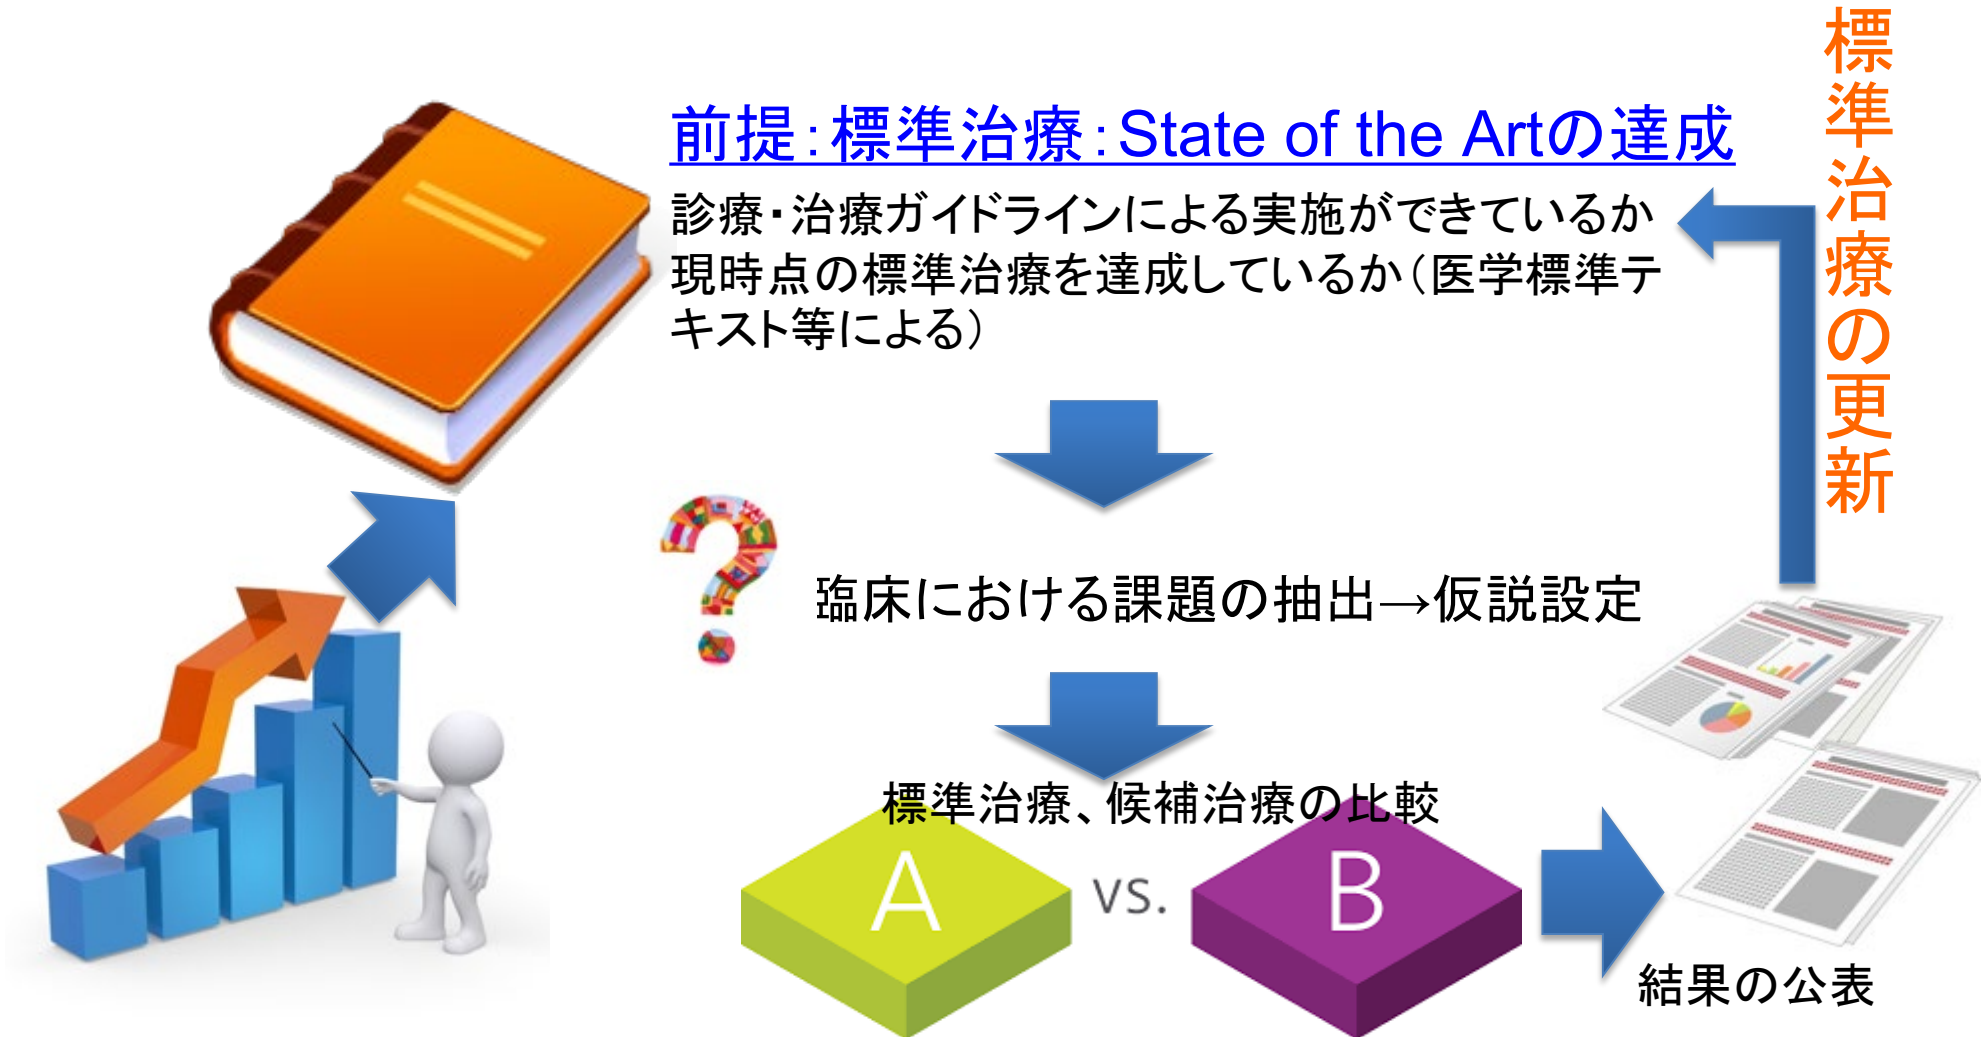 標準治療の更新
前提：標準治療：State of the Artの達成
診療・治療ガイドラインによる実施ができているか
現時点の標準治療を達成しているか（医学標準テ
キスト等による）
臨床における課題の抽出→仮説設定
標準治療、候補治療の比較
A vs. B
結果の公表